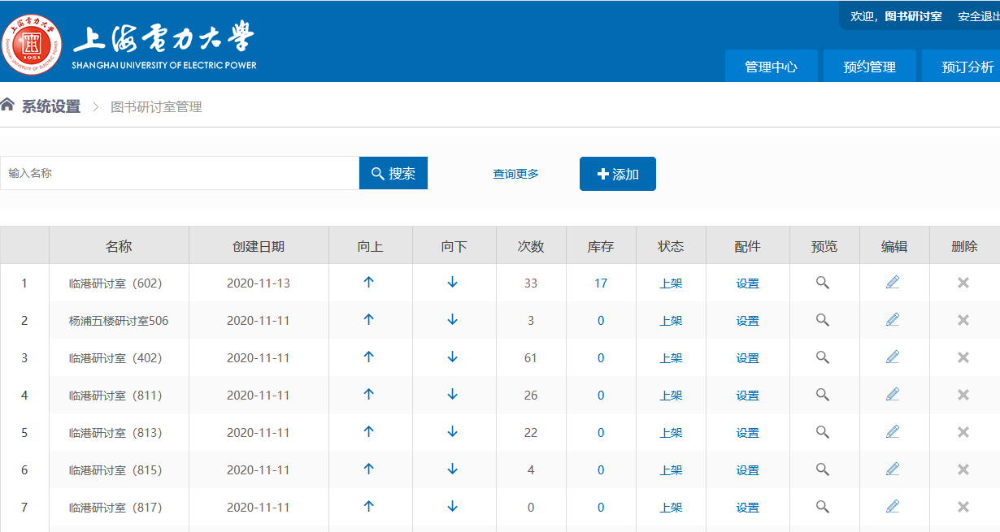 欢迎，图书研讨室 安全退出
上海電力大學
SHANGHAI UNIVERSITY OF ELECTRIC POWER
1951
管理中心 预约管理 预订分析
系统设置 > 图书研讨室管理
输入名称 搜索 查询更多 添加
名称 创建日期 向上 向下 次数 库存 状态 配件 预览 编辑 删除
1 临港研讨室（602） 2020-11-13 33 17 上架 设置
2 杨浦五楼研讨室506 2020-11-11 3 0 上架 设置
3 临港研讨室（402） 2020-11-11 61 0 上架 设置
4 临港研讨室（811） 2020-11-11 26 0 上架 设置
5 临港研讨室（813） 2020-11-11 22 0 上架 设置
6 临港研讨室（815） 2020-11-11 4 0 上架 设置
7 临港研讨室（817） 2020-11-11 0 0 上架 设置